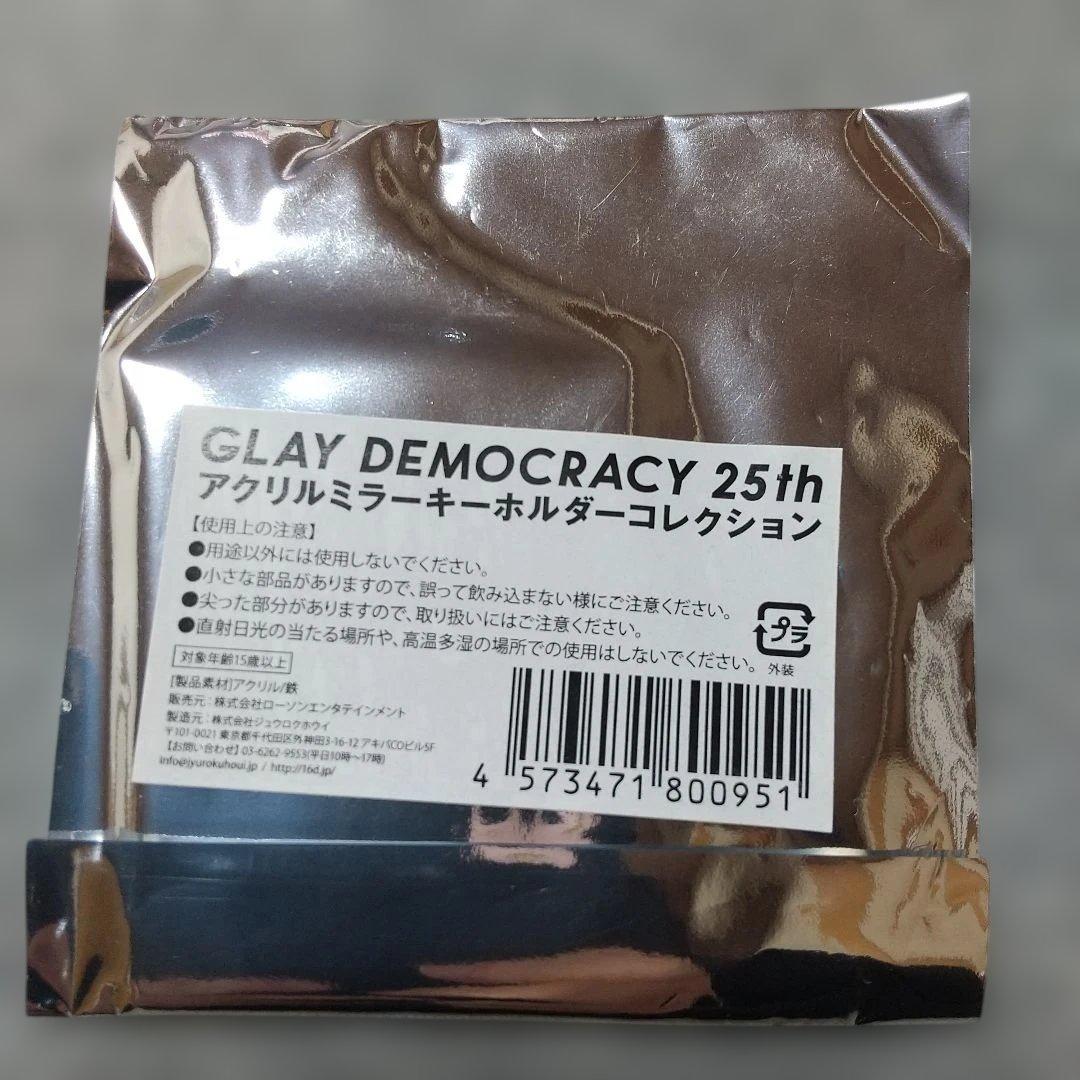 GLAY DEMOCRACY 25th
アクリルミラーキーホルダーコレクション
【使用上の注意】
●用途以外には使用しないでください。
●小さな部品がありますので、誤って飲み込まない様にご注意ください。
●尖った部分がありますので、取り扱いにはご注意ください。
●直射日光の当たる場所や、高温多湿の場所での使用はしないでください。
プラ
外装
対象年齢15歳以上
[製品素材]アクリル/鉄
販売元：株式会社ローソンエンタテインメント
製造元：株式会社ジュウロクホウイ
〒101-0021 東京都千代田区外神田3-16-12 アキバCOビル5F
【お問い合わせ】03-6262-9553(平日10時～17時)
info@jyurokuhoui.jp / http://16d.jp/
4 573471 800951